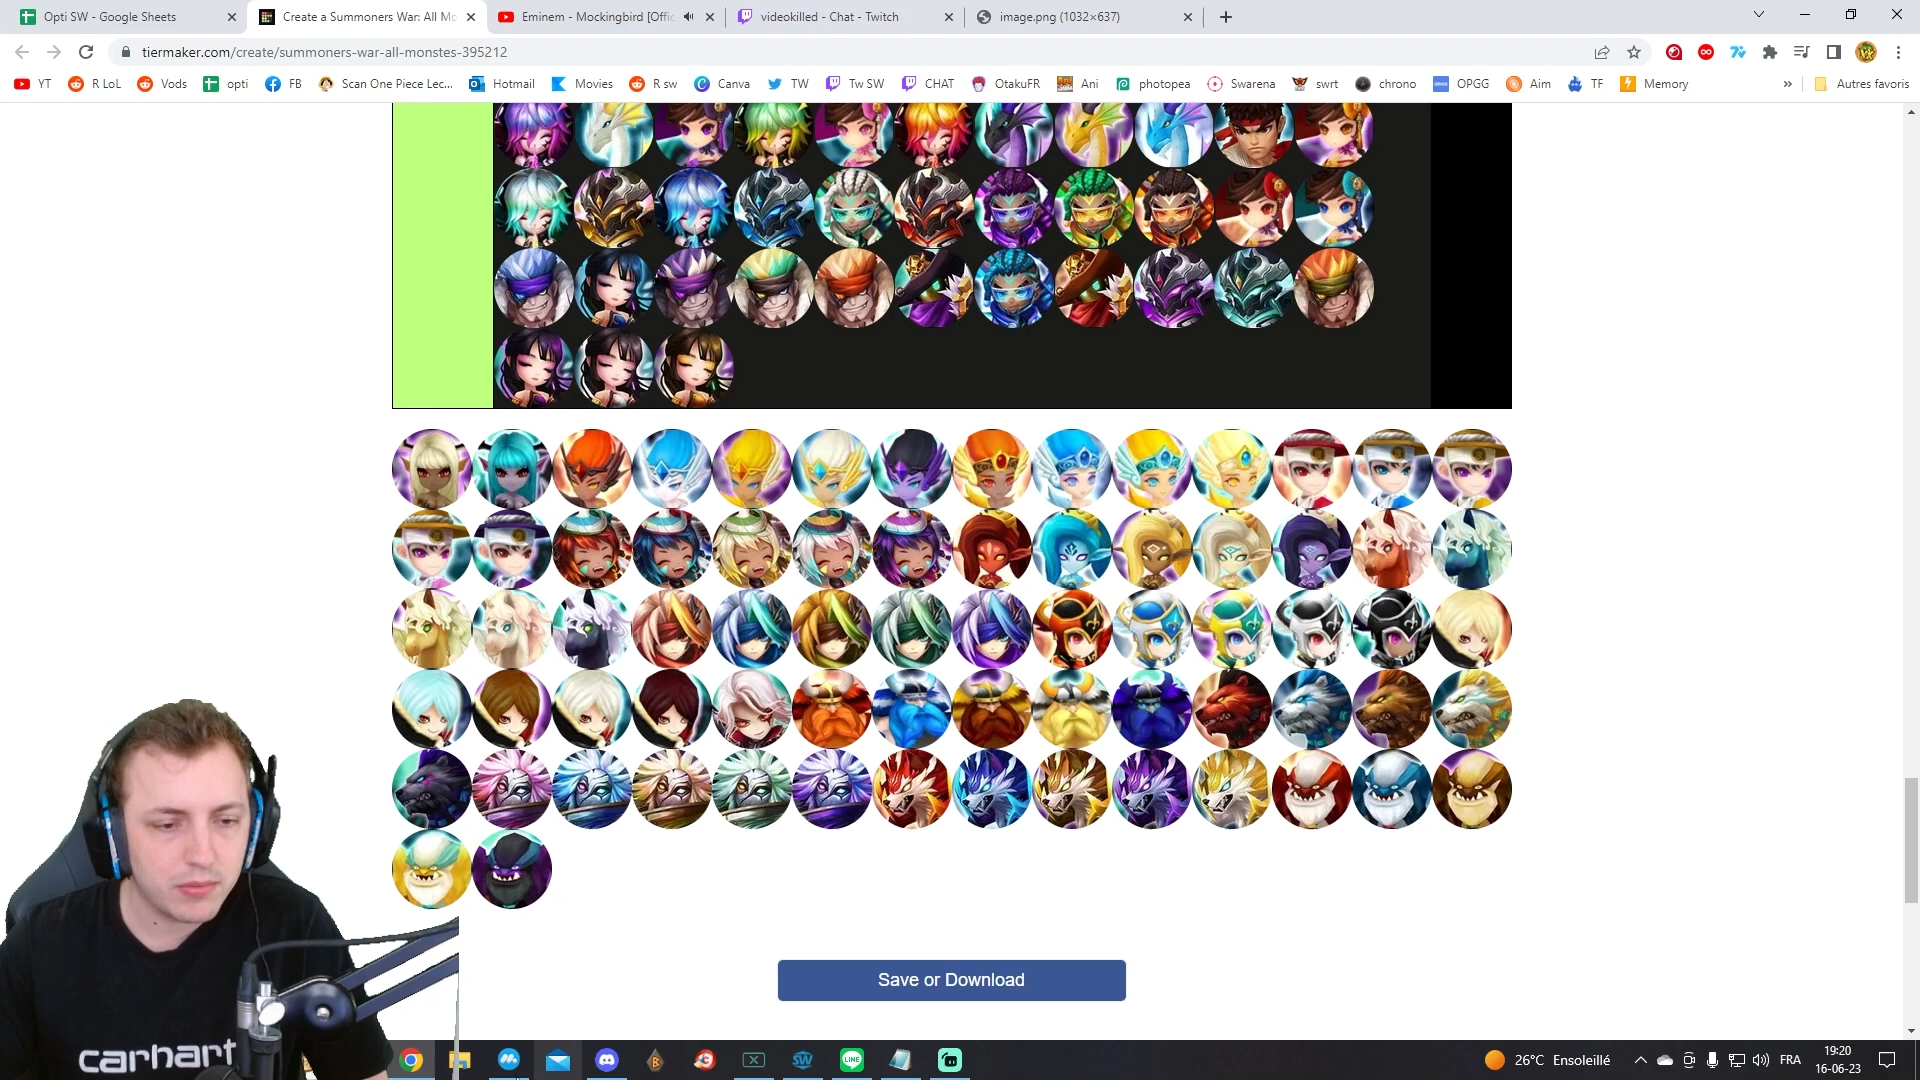 Opti SW - Google Sheets
Create a Summoners War: All Mo
Eminem - Mockingbird [Offic
videokilled - Chat - Twitch
image.png (1032×637)
tiermaker.com/create/summoners-war-all-monstes-395212
YT
R LoL
Vods
opti
FB
Scan One Piece Lec...
Hotmail
Movies
R sw
Canva
TW
Tw SW
CHAT
OtakuFR
Ani
photopea
Swarena
swrt
chrono
OPGG
Aim
TF
Memory
»
Autres favoris
Save or Download
carhart
LINE
26°C Ensoleillé
FRA
19:20
16-06-23